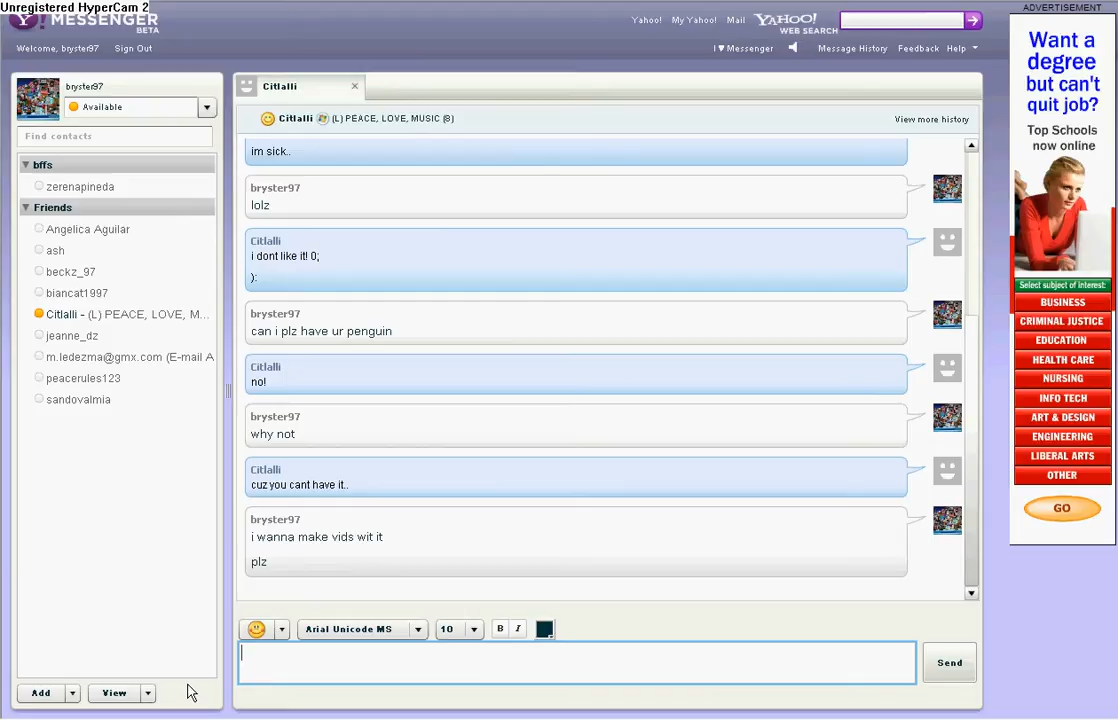 Unregistered HyperCam 2
Y! MESSENGER
BETA
Yahoo! My Yahoo! Mail YAHOO! WEB SEARCH
Welcome, bryster97 Sign Out
I ♥ Messenger Message History Feedback Help
bryster97
Available
Find contacts
bffs
zerenapineda
Friends
Angelica Aguilar
ash
beckz_97
biancat1997
Citlalli - (L) PEACE, LOVE, M...
jeanne_dz
m.ledezma@gmx.com (E-mail A
peacerules123
sandovalmia
Add View
Citlalli
Citlalli (L) PEACE, LOVE, MUSIC (8) View more history
im sick..
bryster97
lolz
Citlalli
i dont like it! 0;
):
bryster97
can i plz have ur penguin
Citlalli
no!
bryster97
why not
Citlalli
cuz you cant have it..
bryster97
i wanna make vids wit it
plz
Arial Unicode MS 10 B I
Send
ADVERTISEMENT
Want a
degree
but can't
quit job?
Top Schools
now online
Select subject of interest:
BUSINESS
CRIMINAL JUSTICE
EDUCATION
HEALTH CARE
NURSING
INFO TECH
ART & DESIGN
ENGINEERING
LIBERAL ARTS
OTHER
GO